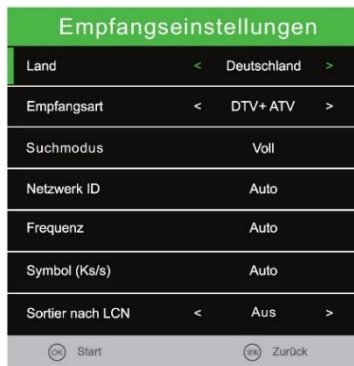 Empfangseinstellungen
Land < Deutschland >
Empfangsart < DTV+ ATV >
Suchmodus Voll
Netzwerk ID Auto
Frequenz Auto
Symbol (Ks/s) Auto
Sortier nach LCN < Aus >
OK Start MENU Zurück